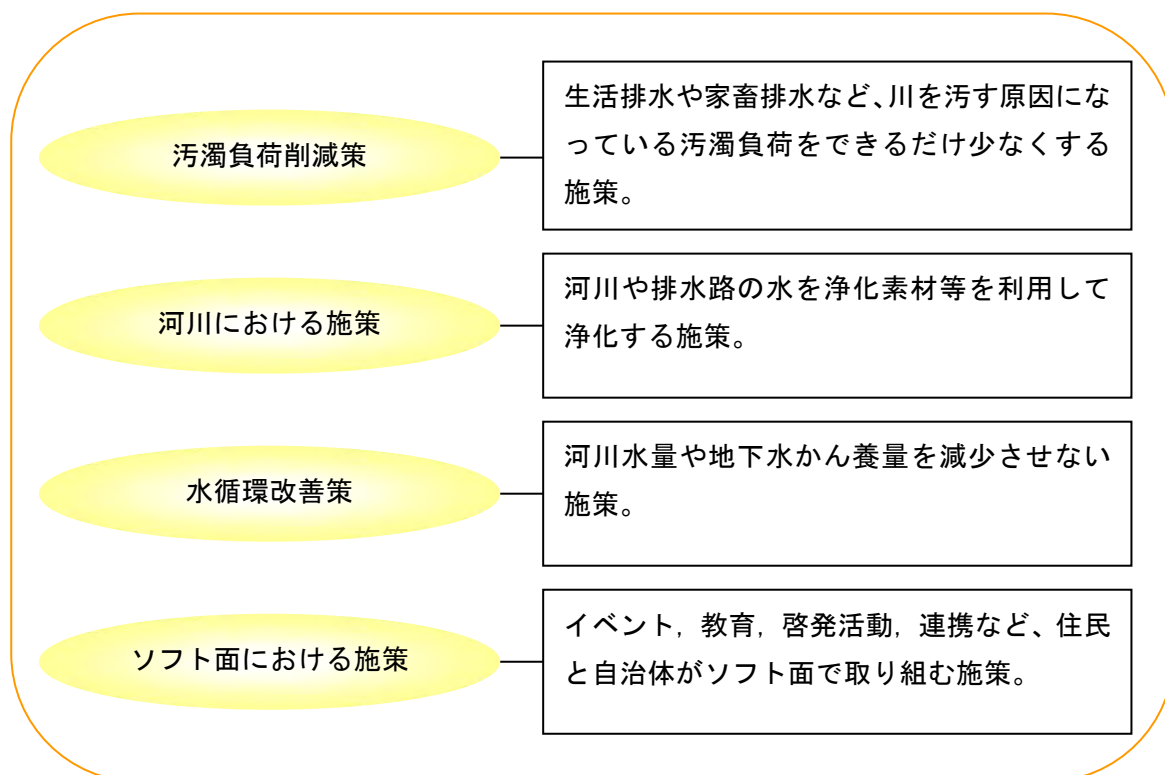 汚濁負荷削減策
生活排水や家畜排水など、川を汚す原因にな
っている汚濁負荷をできるだけ少なくする
施策。
河川における施策
河川や排水路の水を浄化素材等を利用して
浄化する施策。
水循環改善策
河川水量や地下水かん養量を減少させない
施策。
ソフト面における施策
イベント，教育，啓発活動，連携など、住民
と自治体がソフト面で取り組む施策。